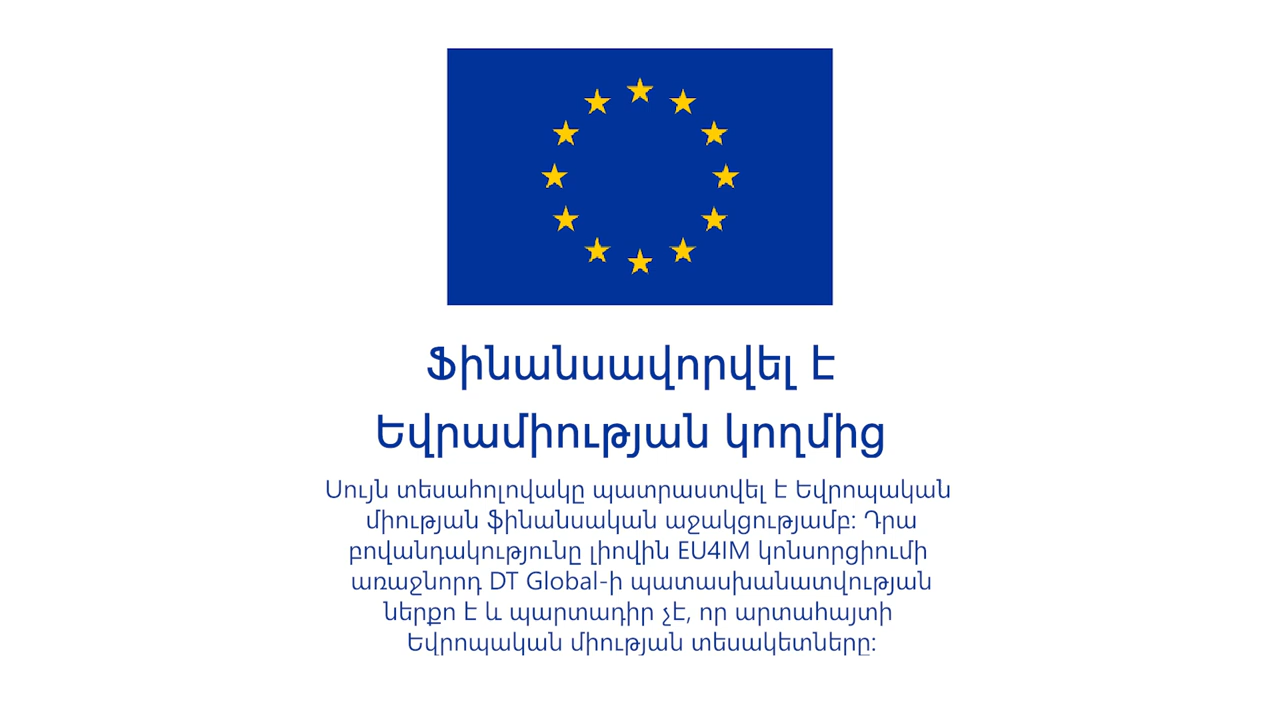 Ֆինանսավորվել է
Եվրամիության կողմից
Սույն տեսահոլովակը պատրաստվել է Եվրոպական
միության ֆինանսական աջակցությամբ: Դրա
բովանդակությունը լիովին EU4IM կոնսորցիումի
առաջնորդ DT Global-ի պատասխանատվության
ներքո է և պարտադիր չէ, որ արտահայտի
Եվրոպական միության տեսակետները: